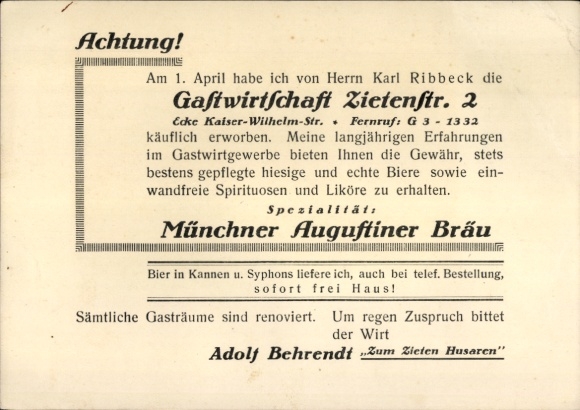 Achtung!
Am 1. April habe ich von Herrn Karl Ribbeck die
Gaſtwirtſchaft Zietenſtr. 2
Ecke Kaiser-Wilhelm-Str. • Fernruf: G 3 - 1332
käuflich erworben. Meine langjährigen Erfahrungen
im Gastwirtgewerbe bieten Ihnen die Gewähr, stets
bestens gepflegte hiesige und echte Biere sowie ein-
wandfreie Spirituosen und Liköre zu erhalten.
Spezialität:
Münchner Auguſtiner Bräu
Bier in Kannen u. Syphons liefere ich, auch bei telef. Bestellung,
sofort frei Haus!
Sämtliche Gasträume sind renoviert. Um regen Zuspruch bittet
der Wirt
Adolf Behrendt „Zum Zieten Husaren"